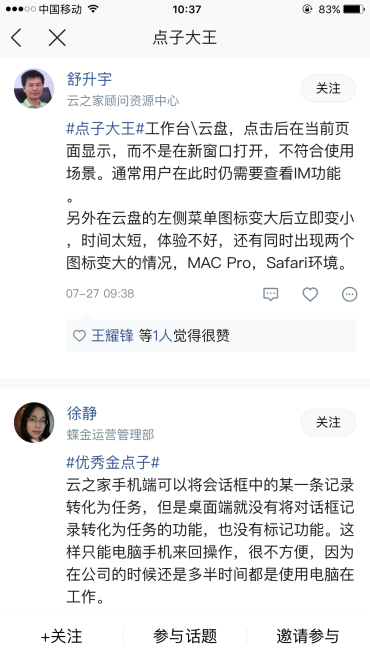 中国移动 10:37 83%
点子大王
舒升宇
云之家顾问资源中心
关注
#点子大王#工作台\云盘，点击后在当前页
面显示，而不是在新窗口打开，不符合使用
场景。通常用户在此时仍需要查看IM功能
。
另外在云盘的左侧菜单图标变大后立即变小
，时间太短，体验不好，还有同时出现两个
图标变大的情况，MAC Pro，Safari环境。
07-27 09:38
王耀锋 等1人觉得很赞
徐静
蝶金运营管理部
关注
#优秀金点子#
云之家手机端可以将会话框中的某一条记录
转化为任务，但是桌面端就没有将对话框记
录转化为任务的功能，也没有标记功能。这
样只能电脑手机来回操作，很不方便，因为
在公司的时候还是多半时间都是使用电脑在
工作。
+关注 参与话题 邀请参与